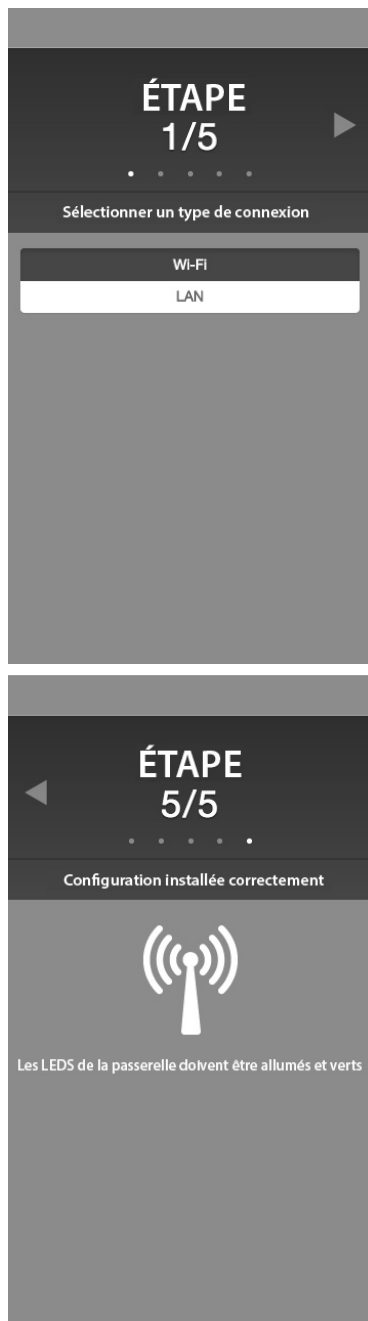 ÉTAPE
1/5
Sélectionner un type de connexion
Wi-Fi
LAN
ÉTAPE
5/5
Configuration installée correctement
Les LEDS de la passerelle doivent être allumés et verts